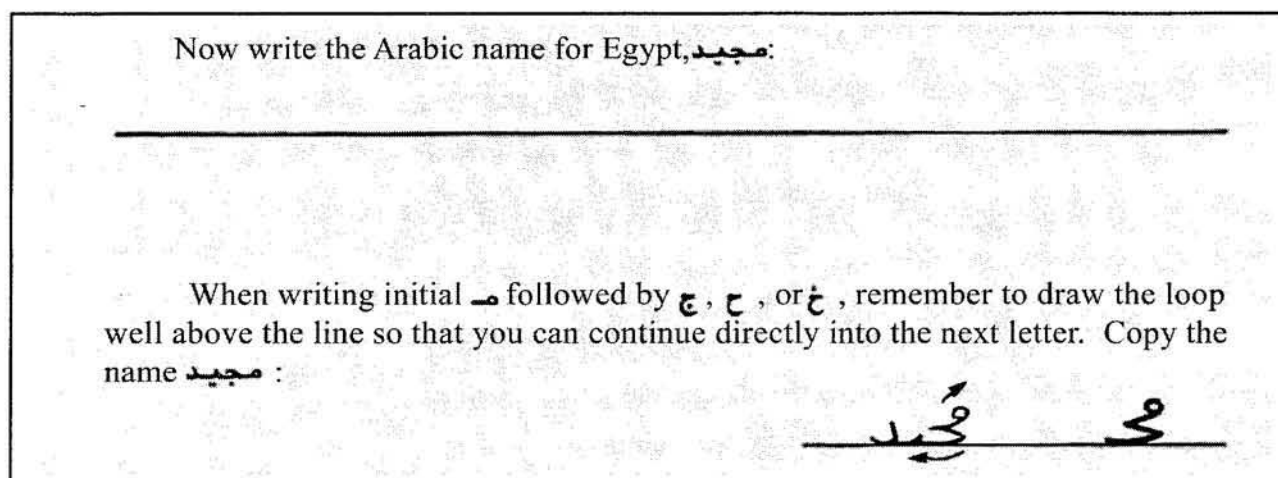 Now write the Arabic name for Egypt,مجيد:
When writing initial مـ followed by ج , ح , or خ , remember to draw the loop
well above the line so that you can continue directly into the next letter. Copy the
name مجيد :
مجيد مح